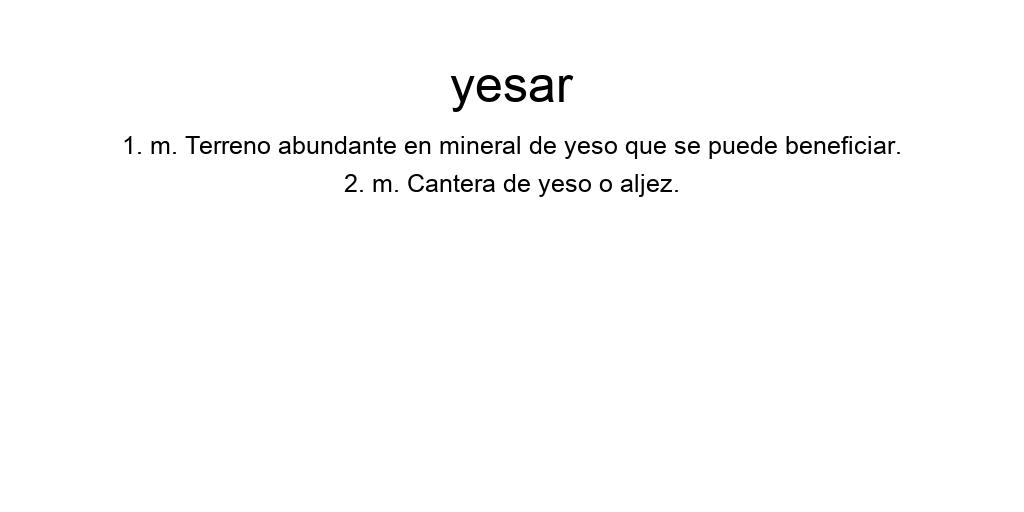 yesar
1. m. Terreno abundante en mineral de yeso que se puede beneficiar.
2. m. Cantera de yeso o aljez.